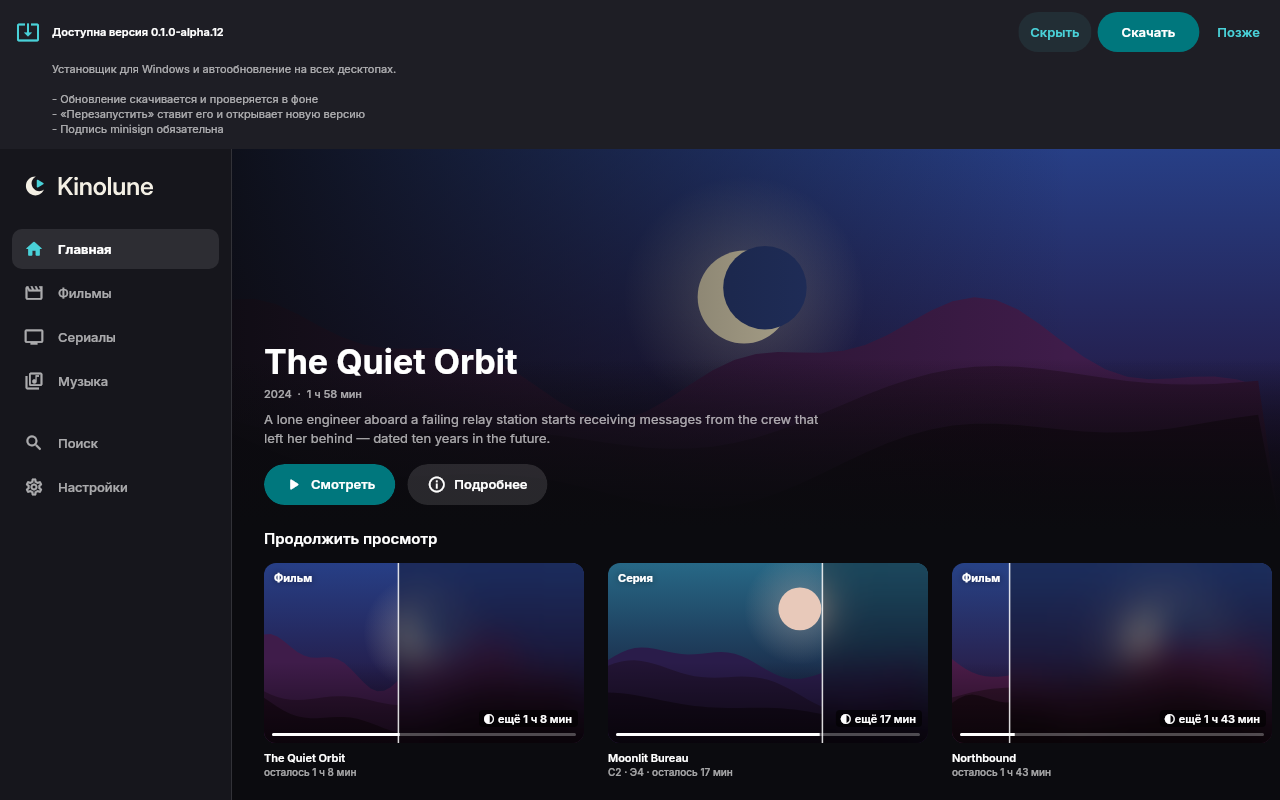 Доступна версия 0.1.0-alpha.12
Скрыть
Скачать
Позже
Установщик для Windows и автообновление на всех десктопах.
- Обновление скачивается и проверяется в фоне
- «Перезапустить» ставит его и открывает новую версию
- Подпись minisign обязательна
Kinolune
Главная
Фильмы
Сериалы
Музыка
Поиск
Настройки
The Quiet Orbit
2024 · 1 ч 58 мин
A lone engineer aboard a failing relay station starts receiving messages from the crew that
left her behind — dated ten years in the future.
Смотреть
Подробнее
Продолжить просмотр
Фильм
ещё 1 ч 8 мин
The Quiet Orbit
осталось 1 ч 8 мин
Серия
ещё 17 мин
Moonlit Bureau
С2 · Э4 · осталось 17 мин
Фильм
ещё 1 ч 43 мин
Northbound
осталось 1 ч 43 мин